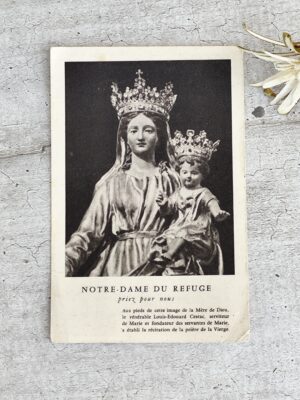 NOTRE-DAME DU REFUGE
priez pour nous
Aux pieds de cette image de la Mère de Dieu,
le vénérable Louis-Edouard Cestac, serviteur
de Marie et fondateur des servantes de Marie,
a établi la récitation de la prière de la Vierge